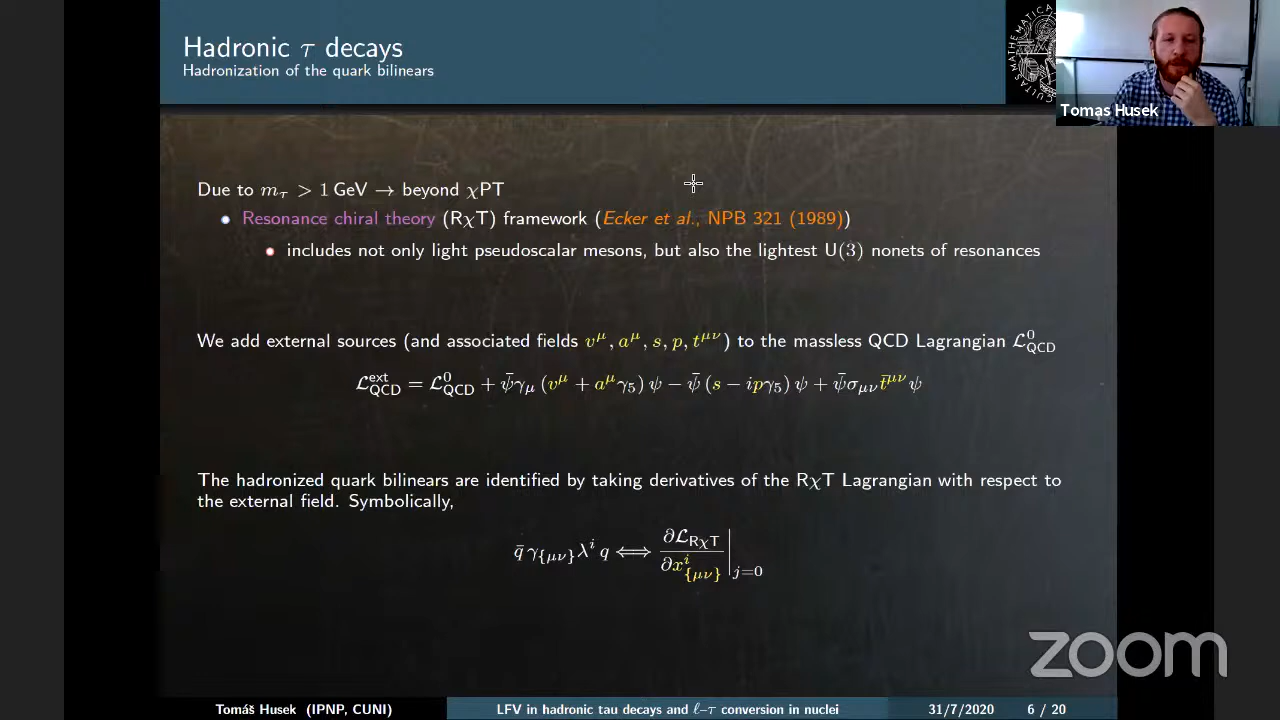 Hadronic τ decays
Hadronization of the quark bilinears
Tomas Husek
Due to m_τ > 1 GeV → beyond χPT
Resonance chiral theory (RχT) framework (Ecker et al., NPB 321 (1989))
includes not only light pseudoscalar mesons, but also the lightest U(3) nonets of resonances
We add external sources (and associated fields v^μ, a^μ, s, p, t^{μν}) to the massless QCD Lagrangian ℒ^0_QCD
ℒ^ext_QCD = ℒ^0_QCD + ψ̄γ_μ (v^μ + a^μγ_5) ψ − ψ̄ (s − ipγ_5) ψ + ψ̄σ_{μν} t̄^{μν} ψ
The hadronized quark bilinears are identified by taking derivatives of the RχT Lagrangian with respect to
the external field. Symbolically,
q̄ γ_{{μν}} λ^i q ⟺ ∂ℒ_RχT / ∂x^i_{{μν}} |_{j=0}
zoom
Tomáš Husek (IPNP, CUNI) LFV in hadronic tau decays and ℓ–τ conversion in nuclei 31/7/2020 6 / 20